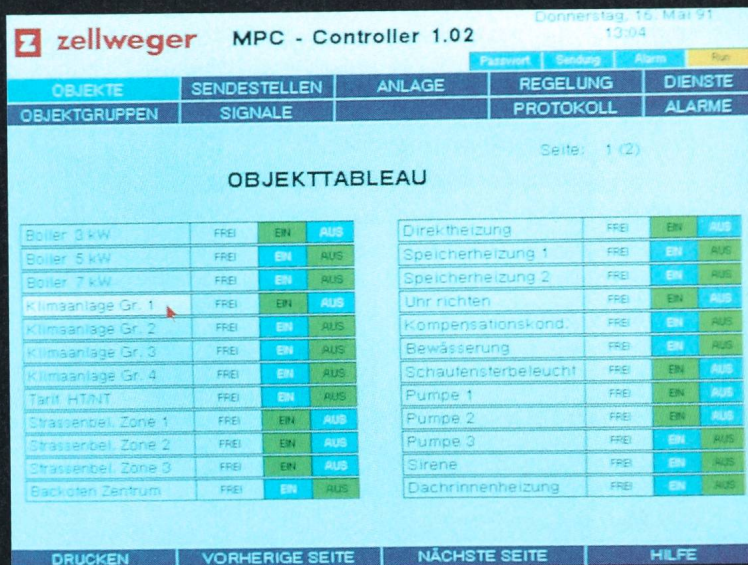 Donnerstag, 16. Mai 91
z zellweger MPC - Controller 1.02 13:04
Passwort Sendung Alarm Run
OBJEKTE SENDESTELLEN ANLAGE REGELUNG DIENSTE
OBJEKTGRUPPEN SIGNALE PROTOKOLL ALARME
Seite: 1 (2)
OBJEKTTABLEAU
Boiler 3 kW FREI EIN AUS
Boiler 5 kW FREI EIN AUS
Boiler 7 kW FREI EIN AUS
Klimaanlage Gr. 1 FREI EIN AUS
Klimaanlage Gr. 2 FREI EIN AUS
Klimaanlage Gr. 3 FREI EIN AUS
Klimaanlage Gr. 4 FREI EIN AUS
Tarif HT/NT FREI EIN AUS
Strassenbel. Zone 1 FREI EIN AUS
Strassenbel. Zone 2 FREI EIN AUS
Strassenbel. Zone 3 FREI EIN AUS
Backofen Zentrum FREI EIN AUS
Direktheizung FREI EIN AUS
Speicherheizung 1 FREI EIN AUS
Speicherheizung 2 FREI EIN AUS
Uhr richten FREI EIN AUS
Kompensationskond. FREI EIN AUS
Bewässerung FREI EIN AUS
Schaufensterbeleucht FREI EIN AUS
Pumpe 1 FREI EIN AUS
Pumpe 2 FREI EIN AUS
Pumpe 3 FREI EIN AUS
Sirene FREI EIN AUS
Dachrinnenheizung FREI EIN AUS
DRUCKEN VORHERIGE SEITE NÄCHSTE SEITE HILFE